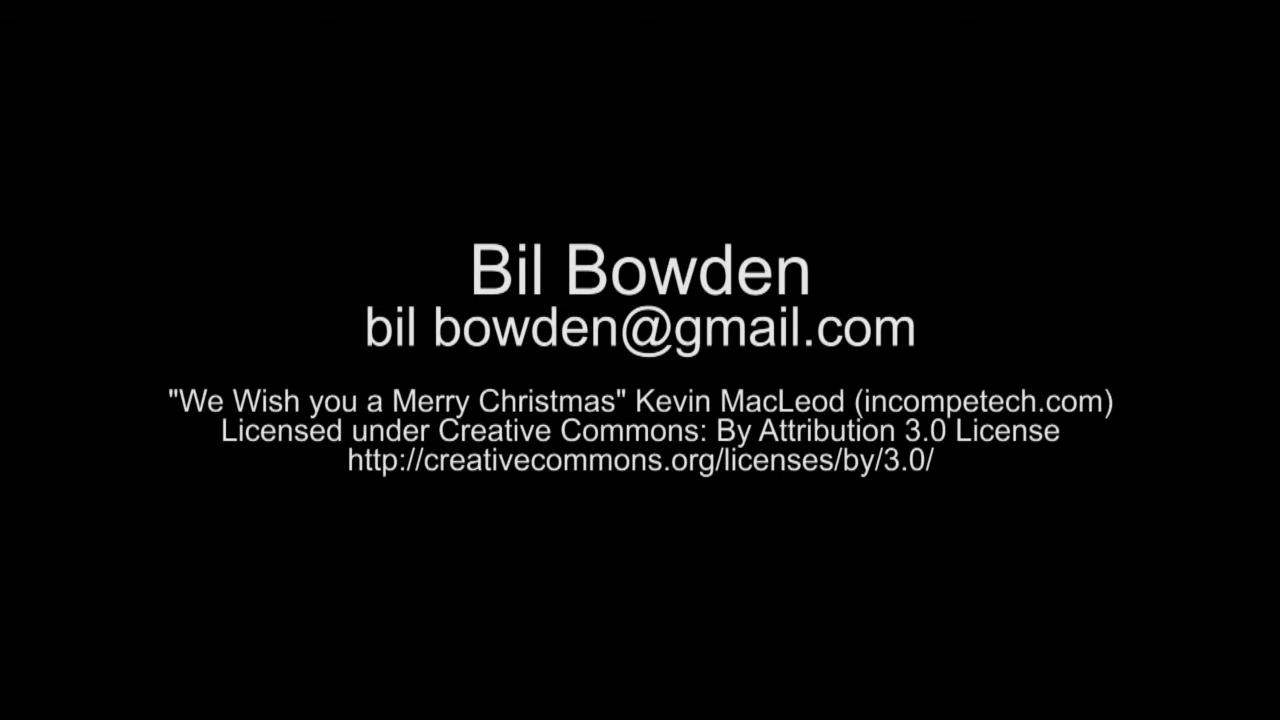 Bil Bowden
bil bowden@gmail.com
"We Wish you a Merry Christmas" Kevin MacLeod (incompetech.com)
Licensed under Creative Commons: By Attribution 3.0 License
http://creativecommons.org/licenses/by/3.0/